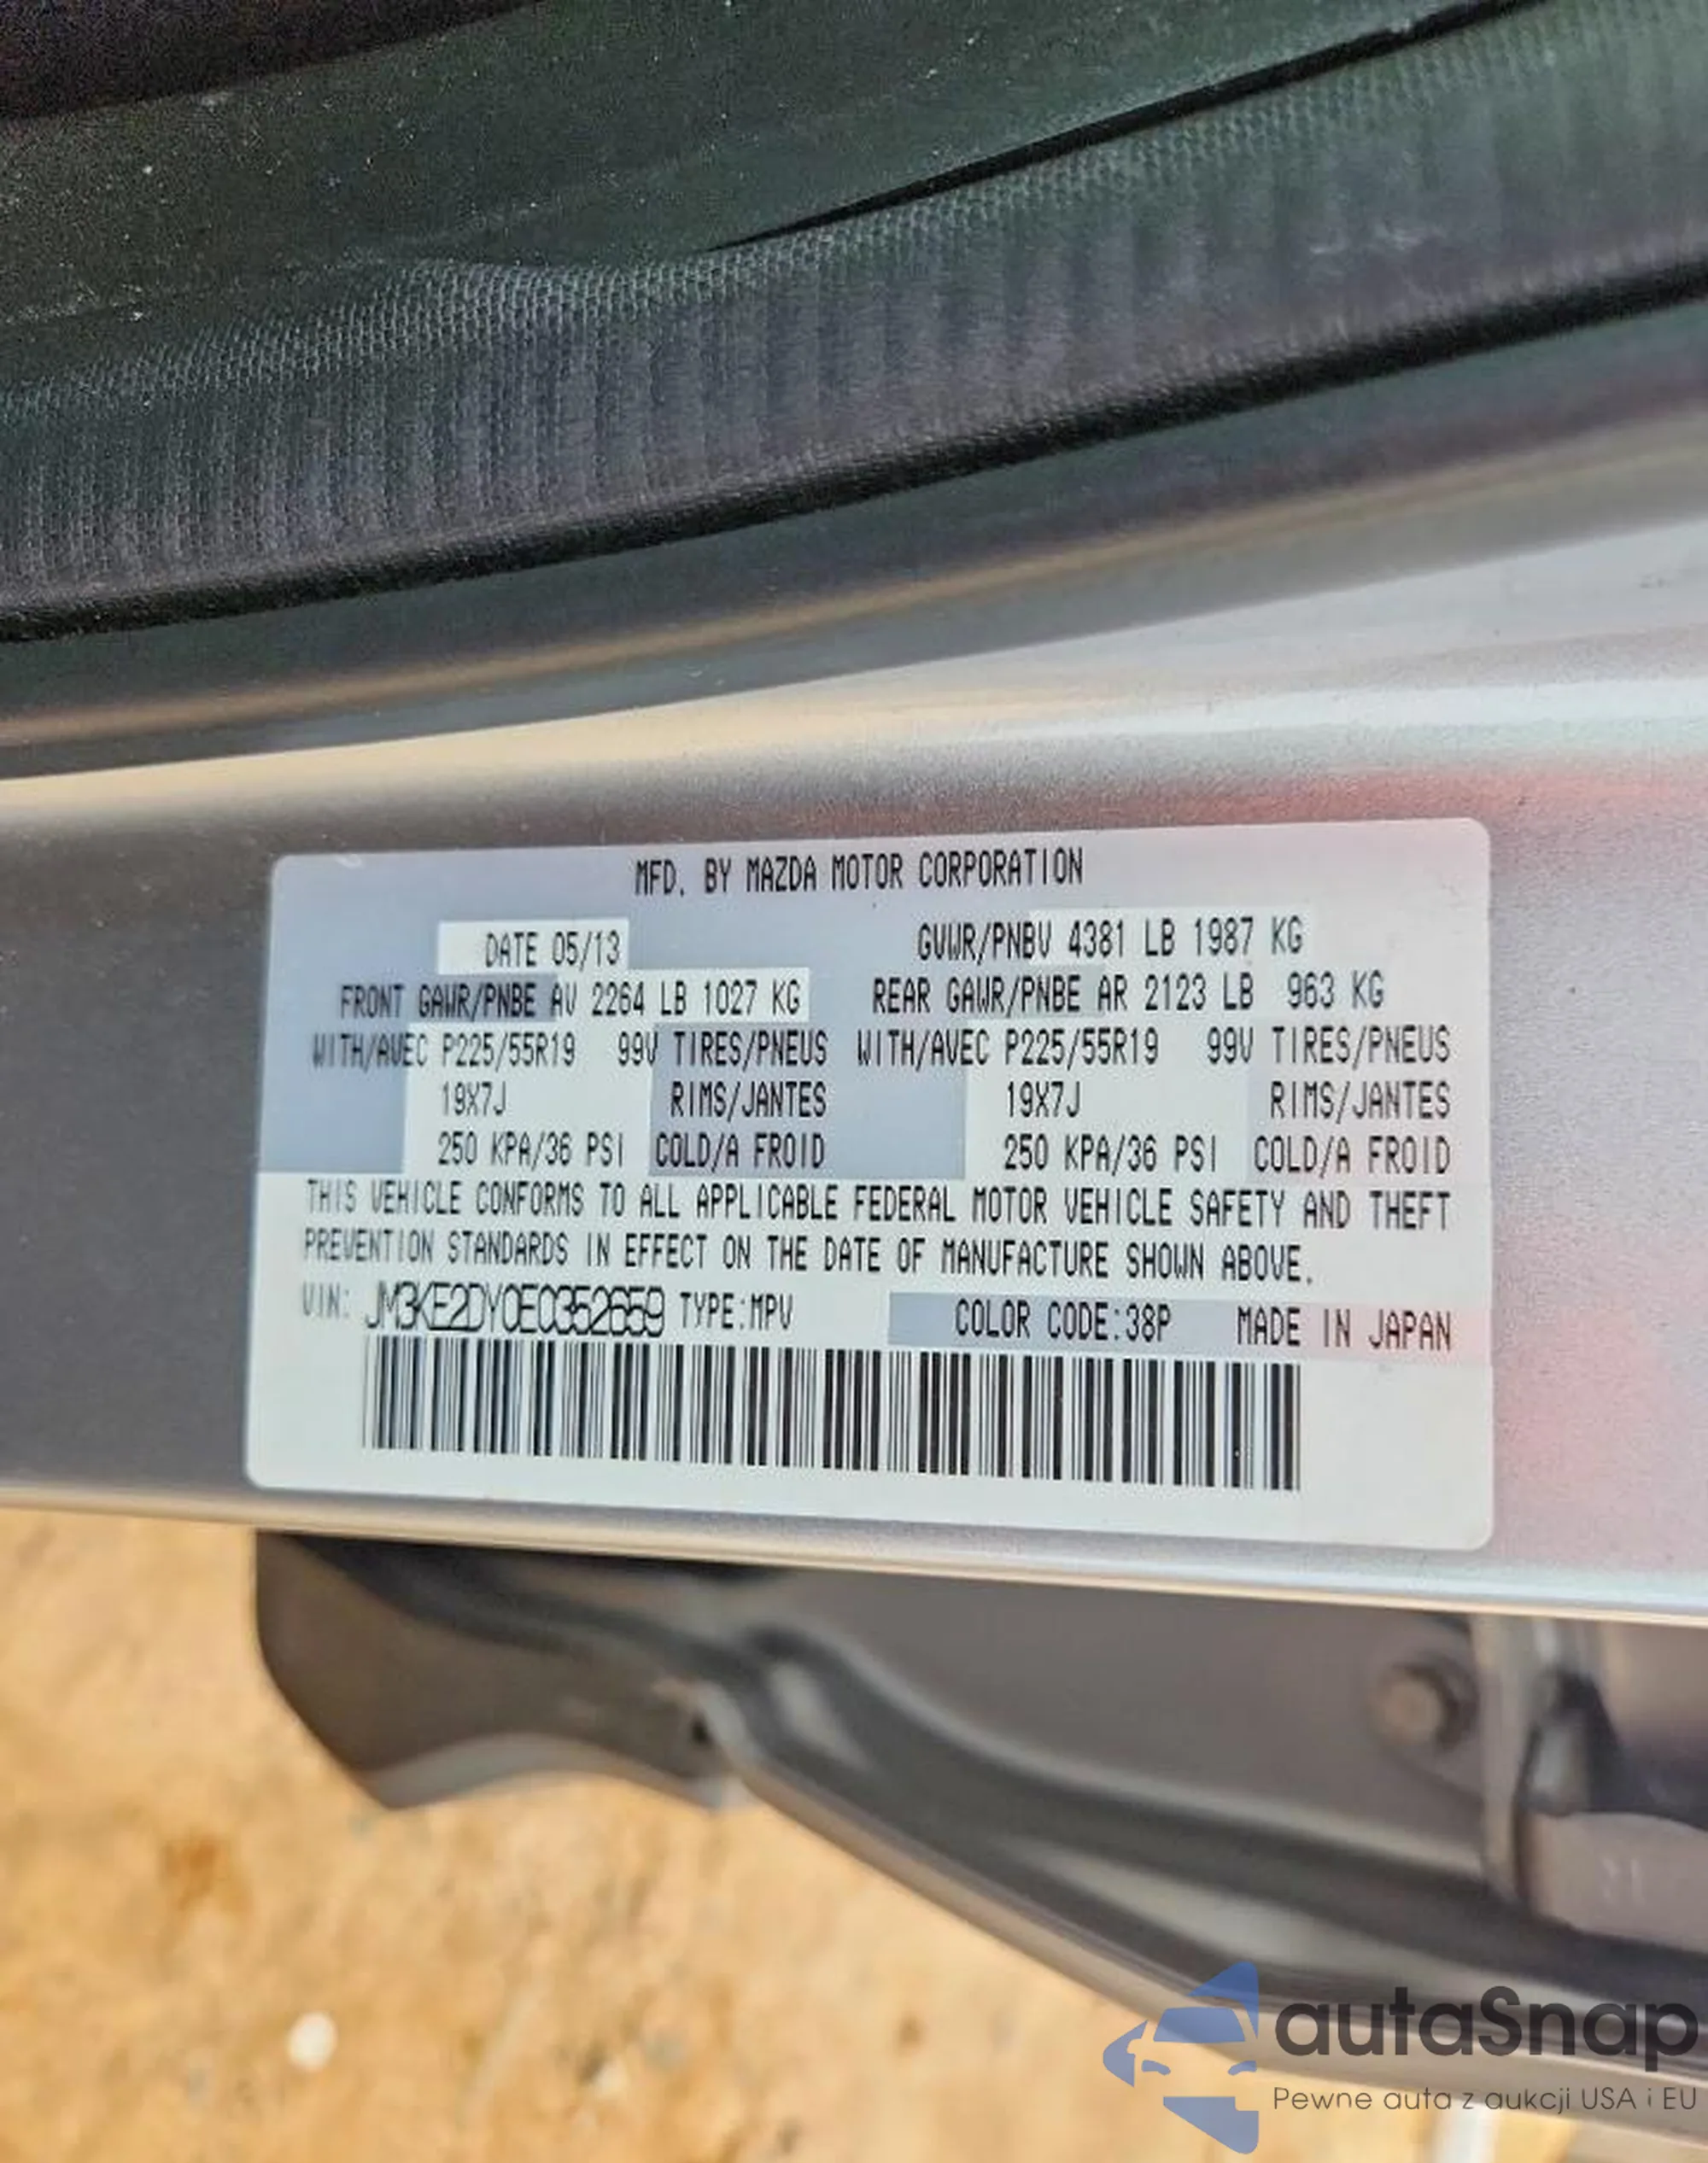 MFD. BY MAZDA MOTOR CORPORATION
DATE 05/13 GVWR/PNBV 4381 LB 1987 KG
FRONT GAWR/PNBE AV 2264 LB 1027 KG REAR GAWR/PNBE AR 2123 LB 963 KG
WITH/AVEC P225/55R19 99V TIRES/PNEUS WITH/AVEC P225/55R19 99V TIRES/PNEUS
19X7J RIMS/JANTES 19X7J RIMS/JANTES
250 KPA/36 PSI COLD/A FROID 250 KPA/36 PSI COLD/A FROID
THIS VEHICLE CONFORMS TO ALL APPLICABLE FEDERAL MOTOR VEHICLE SAFETY AND THEFT
PREVENTION STANDARDS IN EFFECT ON THE DATE OF MANUFACTURE SHOWN ABOVE.
VIN: JM3KE2DY0E0352659 TYPE:MPV COLOR CODE:38P MADE IN JAPAN
autaSnap
Pewne auta z aukcji USA i EU